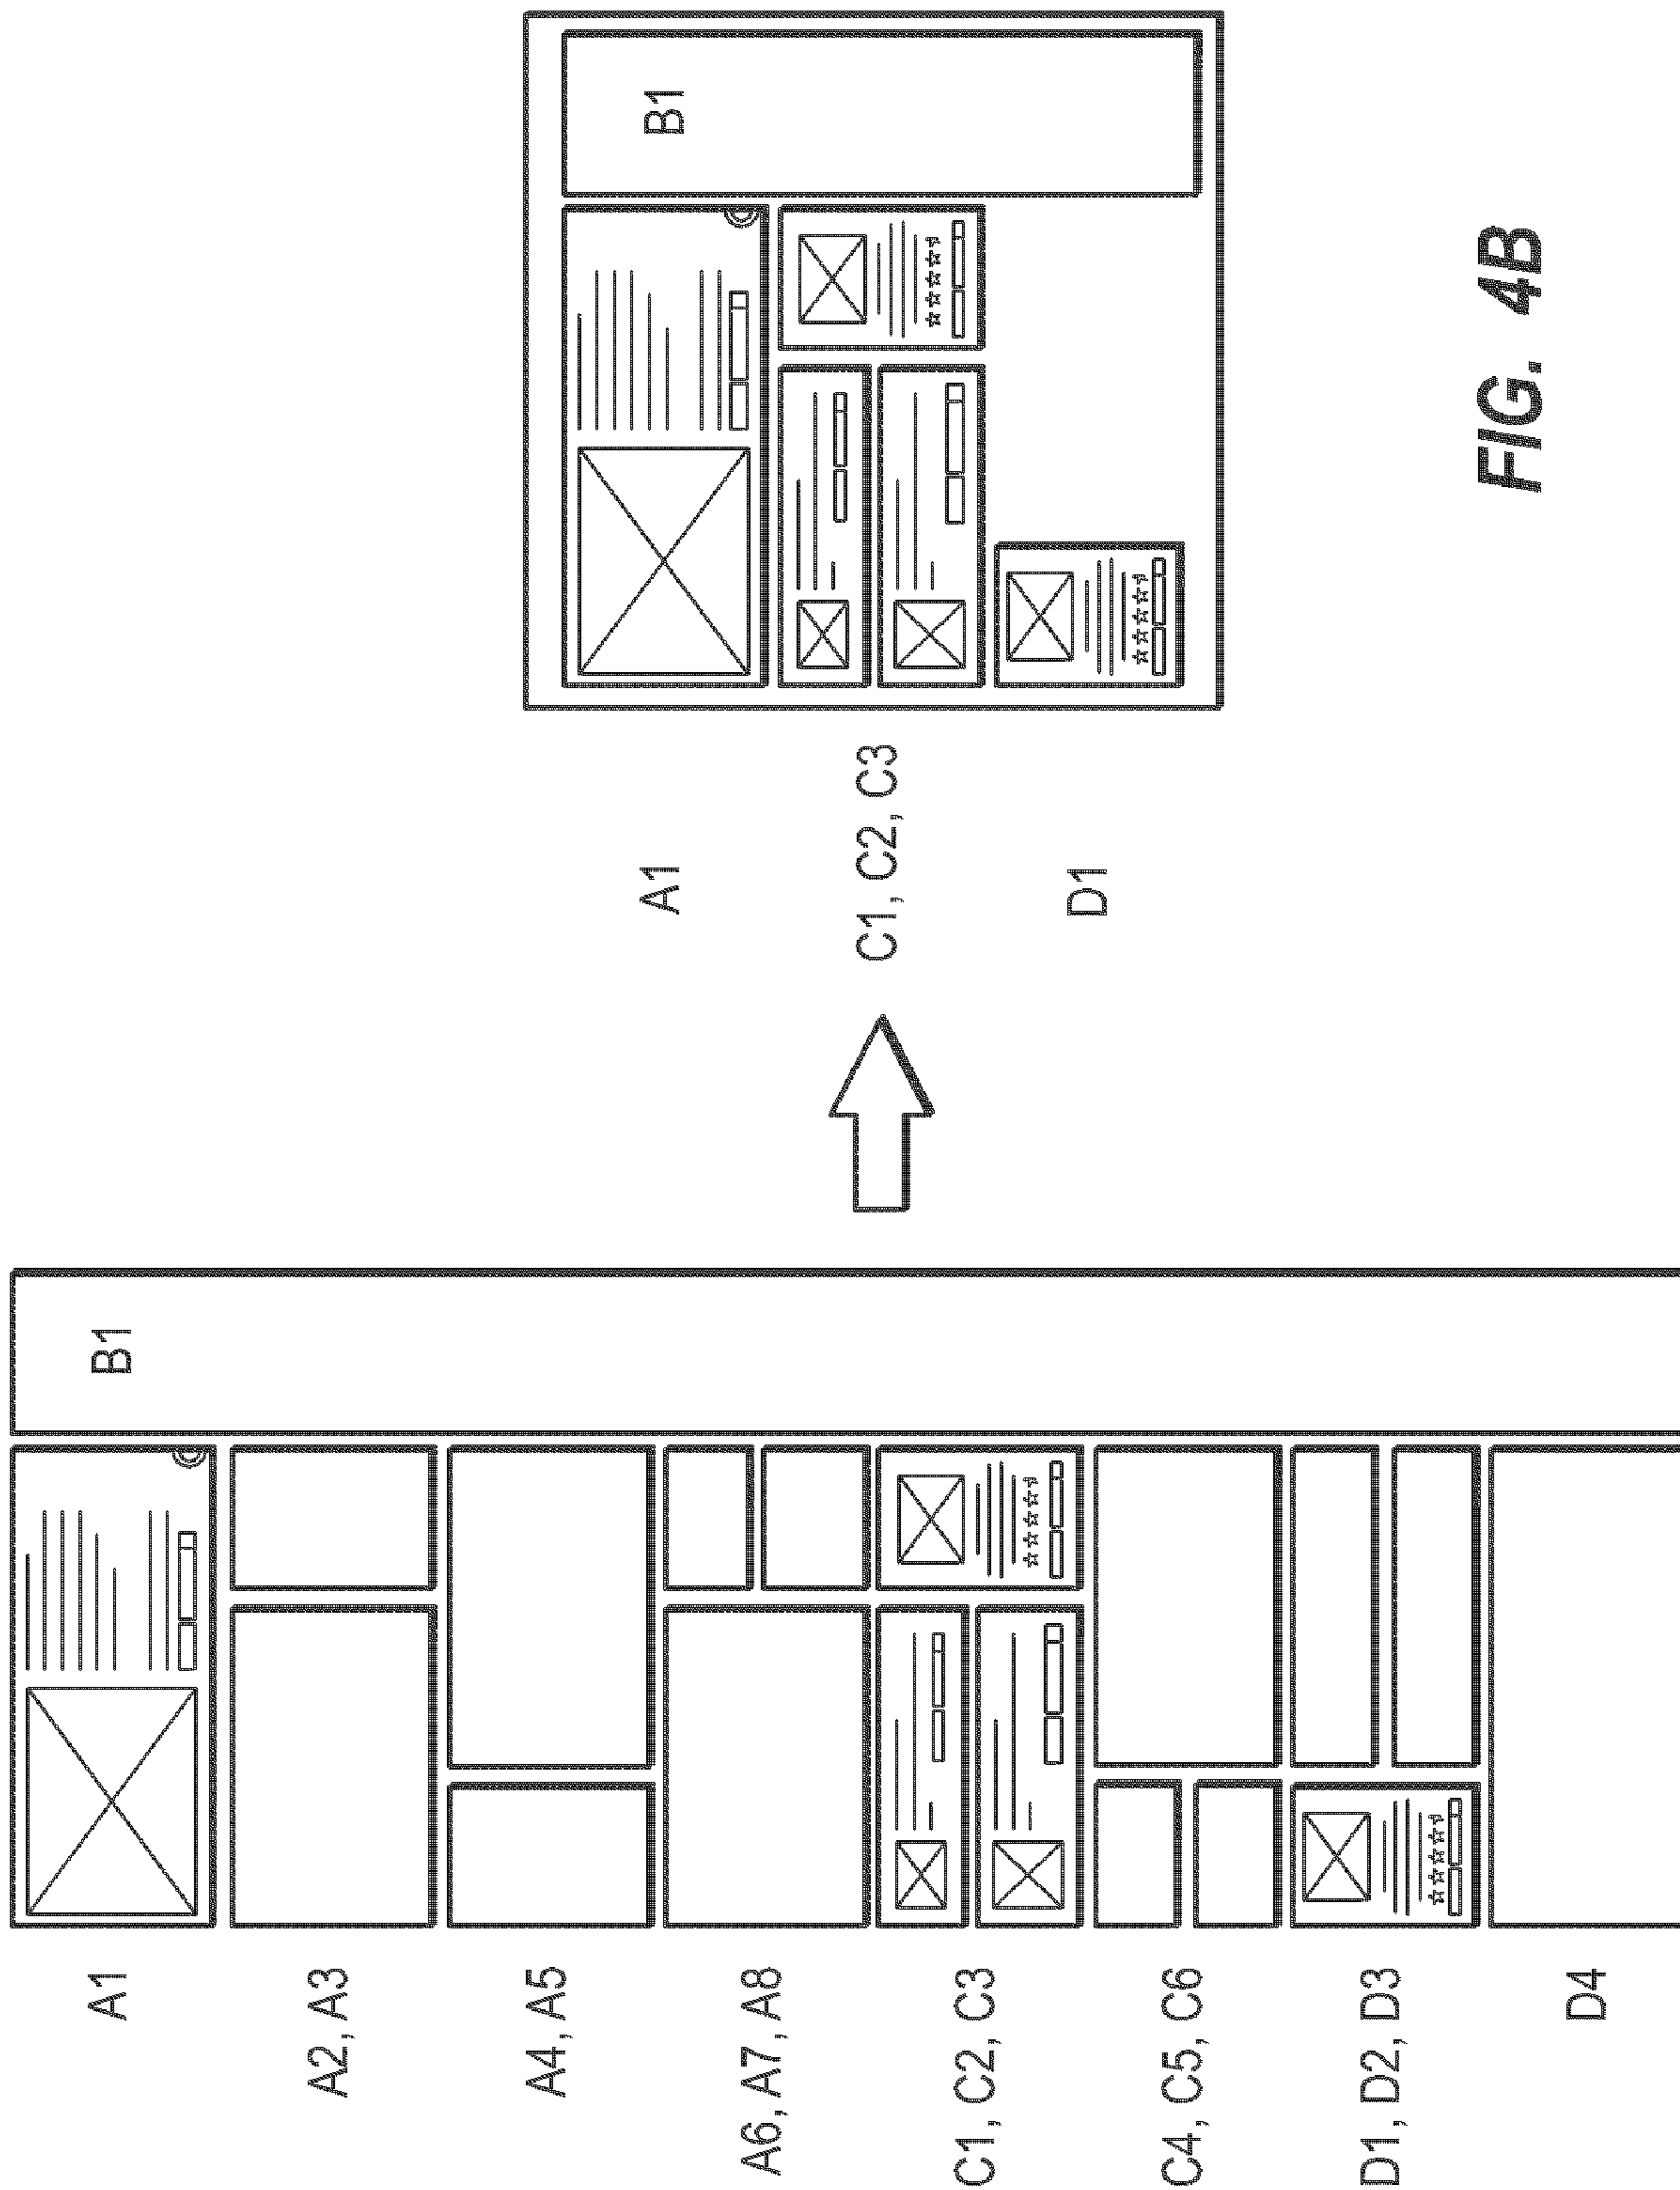 B1
A1
A2, A3
A4, A5
A6, A7, A8
C1, C2, C3
C4, C5, C6
D1, D2, D3
D4
B1
A1
C1, C2, C3
D1
FIG. 4B